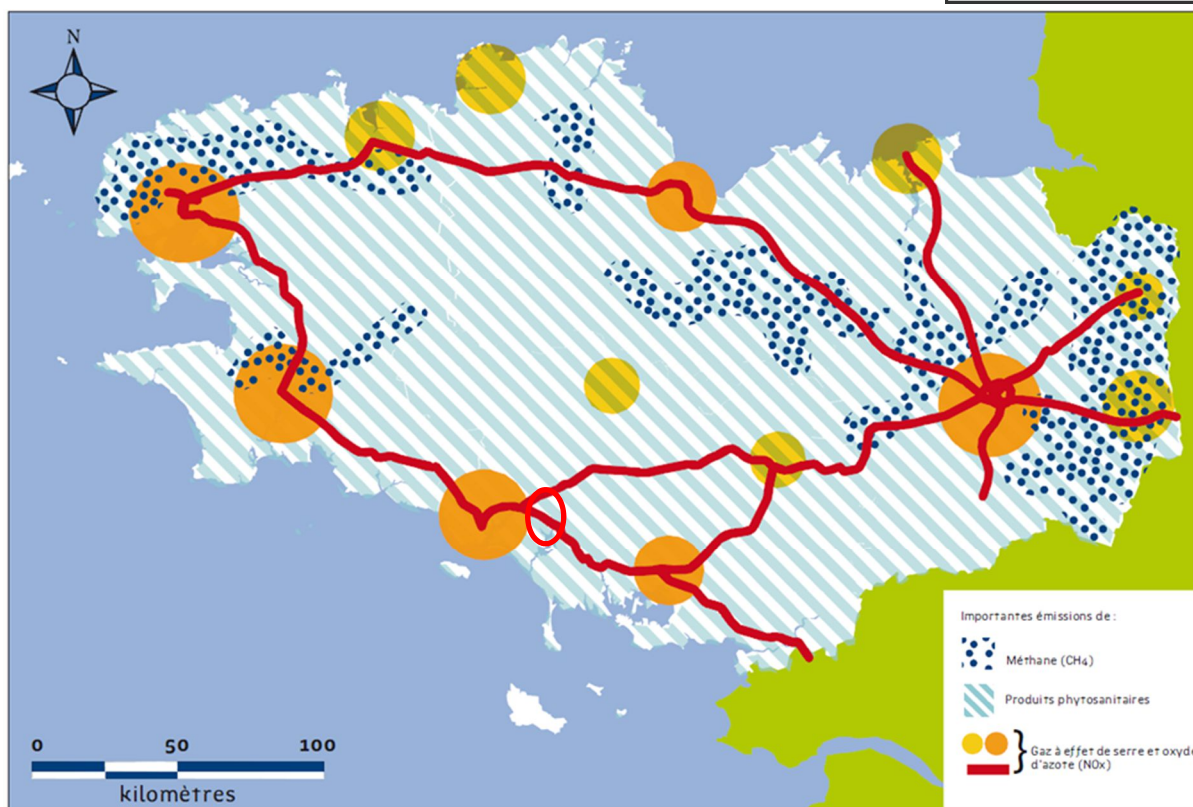 N
Importantes émissions de :
Méthane (CH4)
Produits phytosanitaires
Gaz à effet de serre et oxyde
d'azote (NOx)
0 50 100
kilomètres